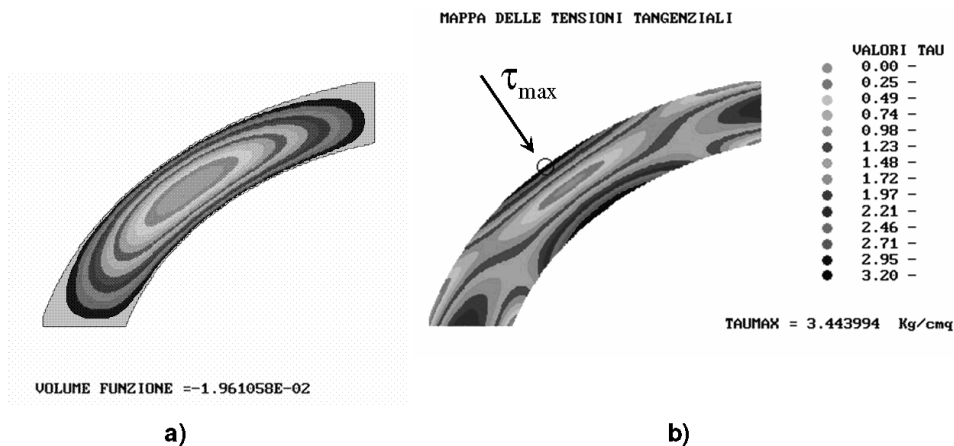 MAPPA DELLE TENSIONI TANGENZIALI
τmax
VALORI TAU
0.00 -
0.25 -
0.49 -
0.74 -
0.98 -
1.23 -
1.48 -
1.72 -
1.97 -
2.21 -
2.46 -
2.71 -
2.95 -
3.20 -
TAUMAX = 3.443994 Kg/cmq
VOLUME FUNZIONE =-1.961058E-02
a)
b)